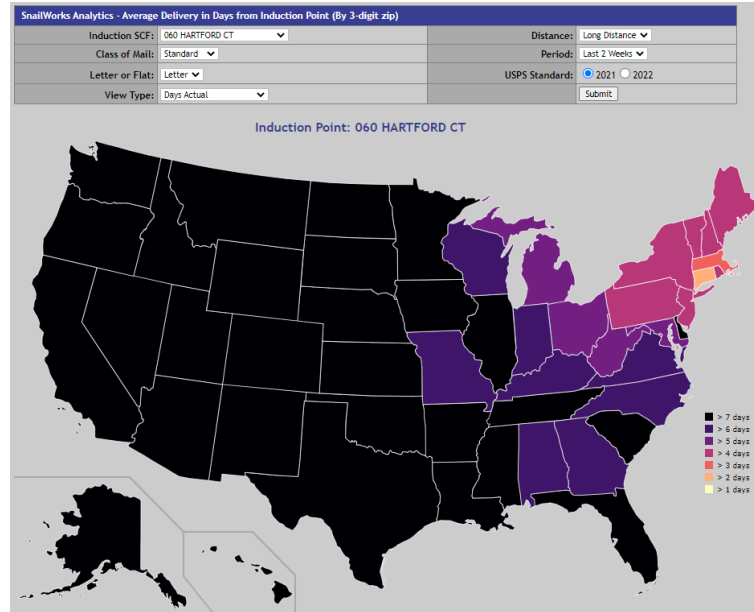 SnailWorks Analytics - Average Delivery in Days from Induction Point (By 3-digit zip)
Induction SCF: 060 HARTFORD CT Distance: Long Distance
Class of Mail: Standard Period: Last 2 Weeks
Letter or Flat: Letter USPS Standard: 2021 2022
View Type: Days Actual Submit
Induction Point: 060 HARTFORD CT
> 7 days
> 6 days
> 5 days
> 4 days
> 3 days
> 2 days
> 1 days